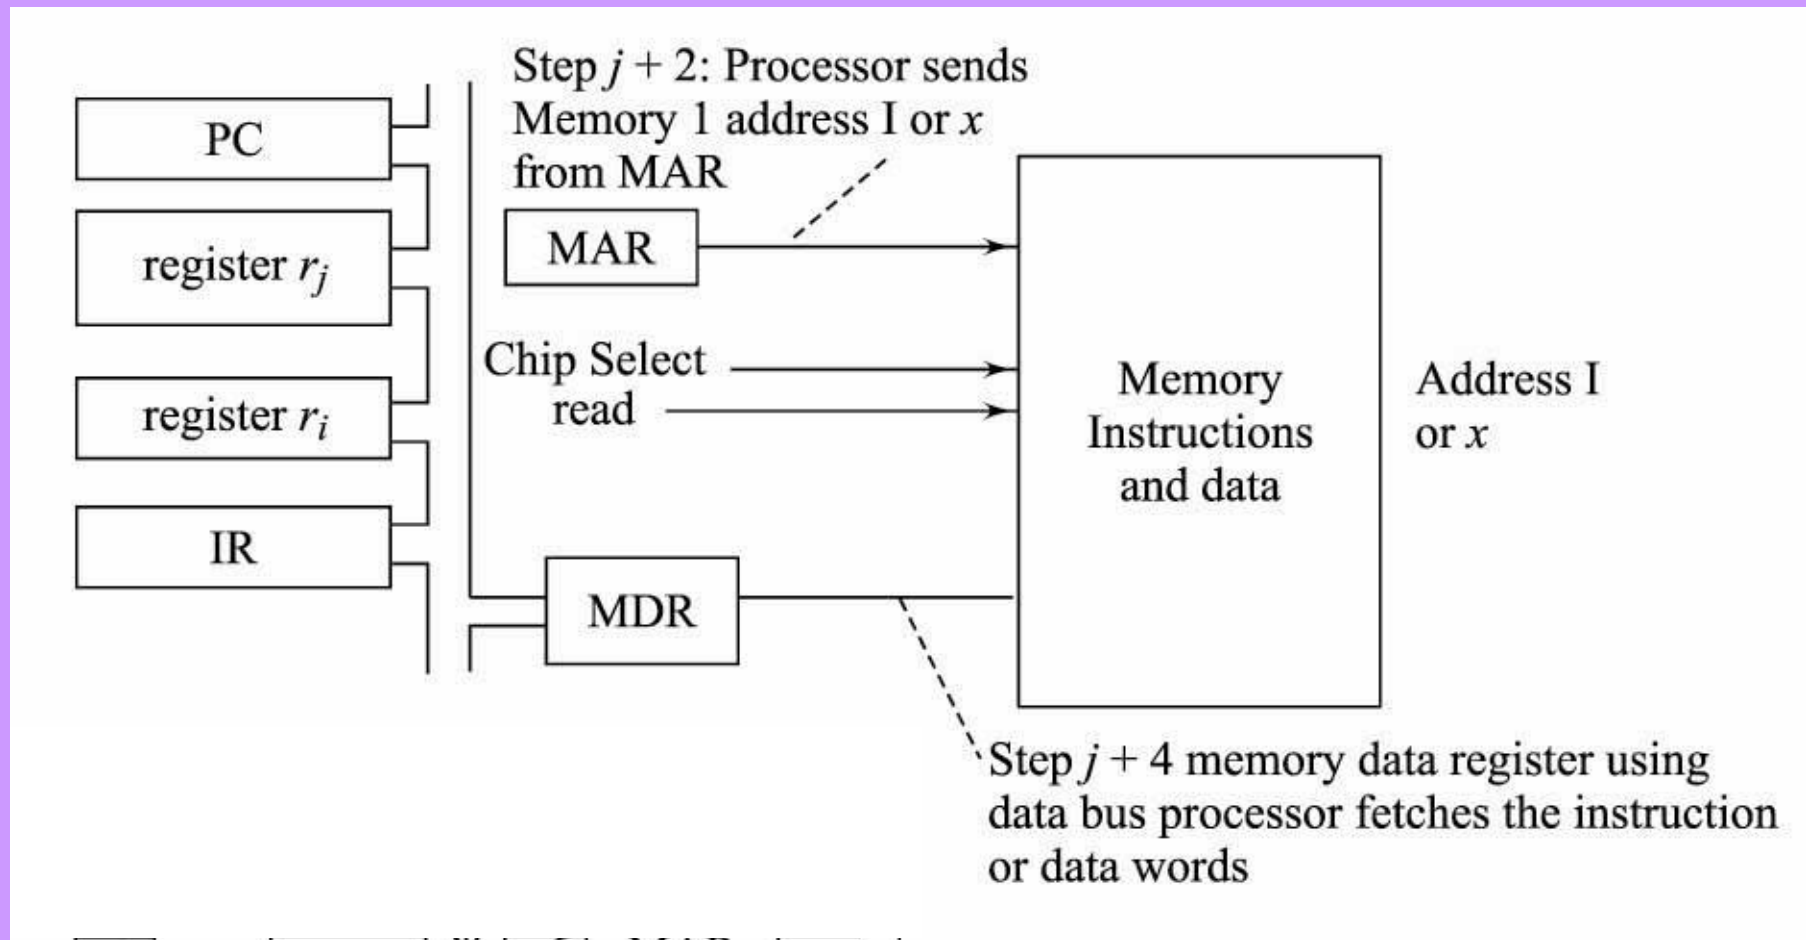 Step j + 2: Processor sends
Memory 1 address I or x
from MAR
PC
register rj
register ri
IR
MAR
Chip Select
read
MDR
Memory
Instructions
and data
Address I
or x
Step j + 4 memory data register using
data bus processor fetches the instruction
or data words